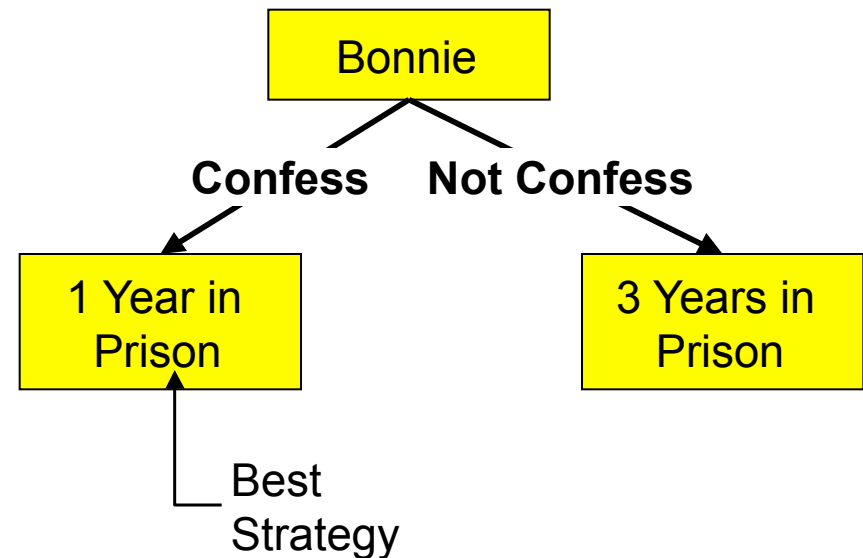 Bonnie
Confess Not Confess
1 Year in
Prison
3 Years in
Prison
Best
Strategy